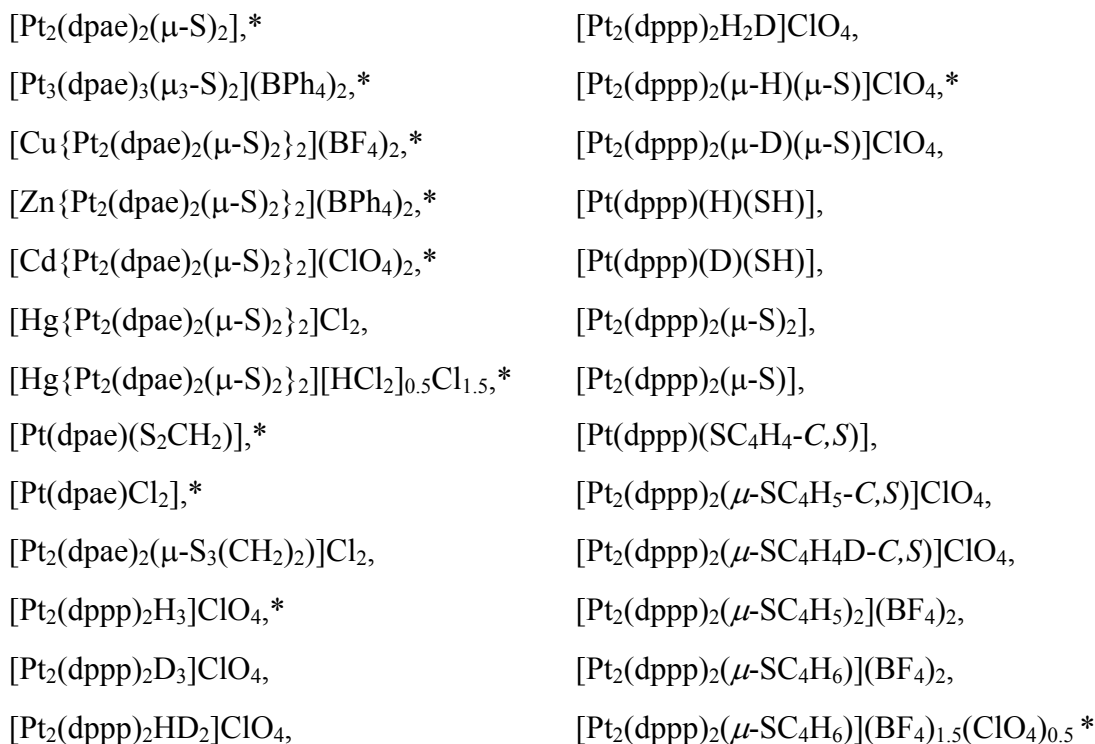 [Pt₂(dpae)₂(μ-S)₂],*
[Pt₃(dpae)₃(μ₃-S)₂](BPh₄)₂,*
[Cu{Pt₂(dpae)₂(μ-S)₂}₂](BF₄)₂,*
[Zn{Pt₂(dpae)₂(μ-S)₂}₂](BPh₄)₂,*
[Cd{Pt₂(dpae)₂(μ-S)₂}₂](ClO₄)₂,*
[Hg{Pt₂(dpae)₂(μ-S)₂}₂]Cl₂,
[Hg{Pt₂(dpae)₂(μ-S)₂}₂][HCl₂]₀.₅Cl₁.₅,*
[Pt(dpae)(S₂CH₂)],*
[Pt(dpae)Cl₂],*
[Pt₂(dpae)₂(μ-S₃(CH₂)₂)]Cl₂,
[Pt₂(dppp)₂H₃]ClO₄,*
[Pt₂(dppp)₂D₃]ClO₄,
[Pt₂(dppp)₂HD₂]ClO₄,
[Pt₂(dppp)₂H₂D]ClO₄,
[Pt₂(dppp)₂(μ-H)(μ-S)]ClO₄,*
[Pt₂(dppp)₂(μ-D)(μ-S)]ClO₄,
[Pt(dppp)(H)(SH)],
[Pt(dppp)(D)(SH)],
[Pt₂(dppp)₂(μ-S)₂],
[Pt₂(dppp)₂(μ-S)],
[Pt(dppp)(SC₄H₄-C,S)],
[Pt₂(dppp)₂(μ-SC₄H₅-C,S)]ClO₄,
[Pt₂(dppp)₂(μ-SC₄H₄D-C,S)]ClO₄,
[Pt₂(dppp)₂(μ-SC₄H₅)₂](BF₄)₂,
[Pt₂(dppp)₂(μ-SC₄H₆)](BF₄)₂,
[Pt₂(dppp)₂(μ-SC₄H₆)](BF₄)₁.₅(ClO₄)₀.₅ *